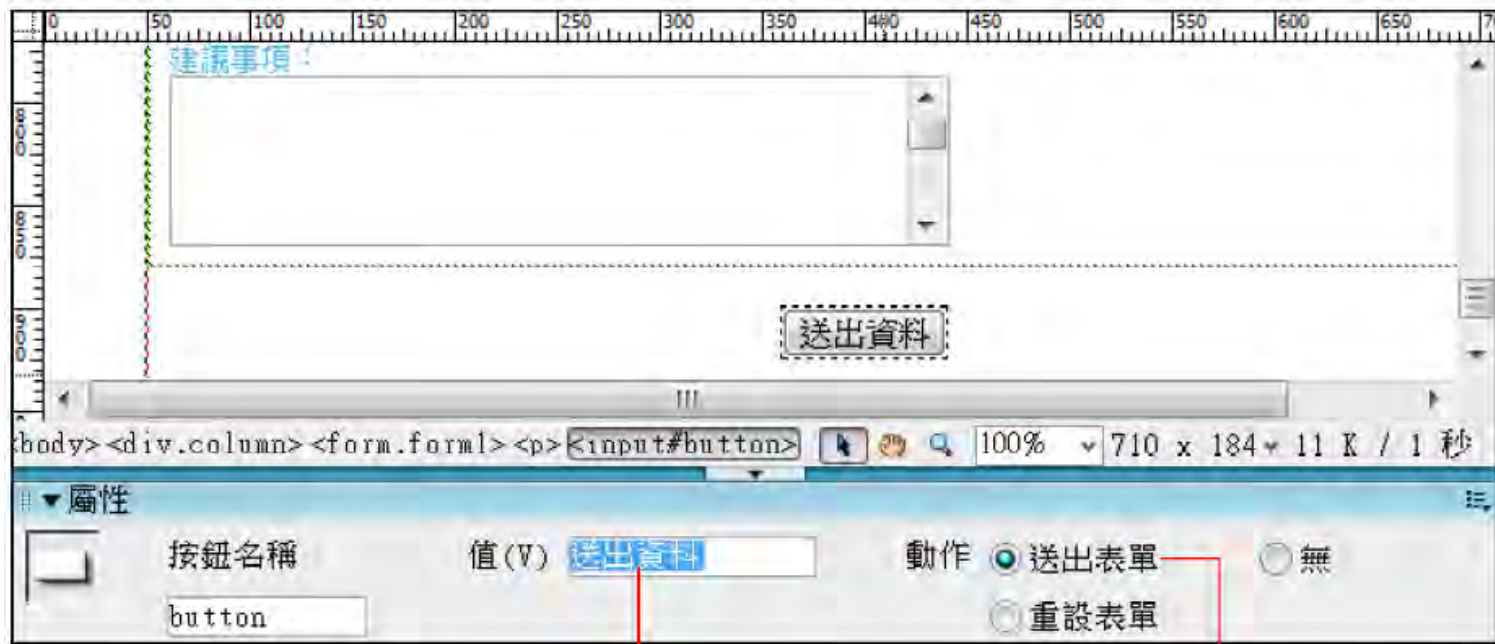 0 50 100 150 200 250 300 350 400 450 500 550 600 650 7
建議事項：
800
850
送出資料
900
<body><div.column><form.form1><p><input#button> 100% 710 x 184 11 K / 1 秒
屬性
按鈕名稱 值(V) 送出資料 動作 送出表單 無
button 重設表單